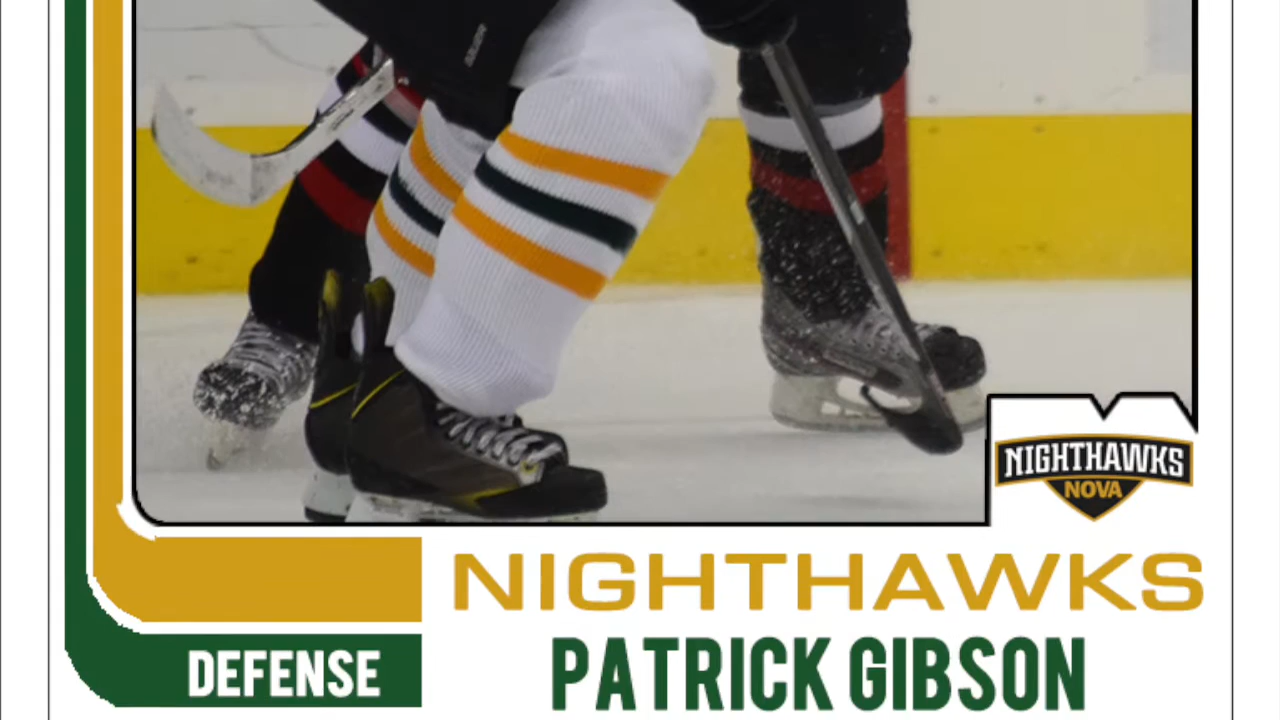 NIGHTHAWKS
NOVA
NIGHTHAWKS
DEFENSE
PATRICK GIBSON